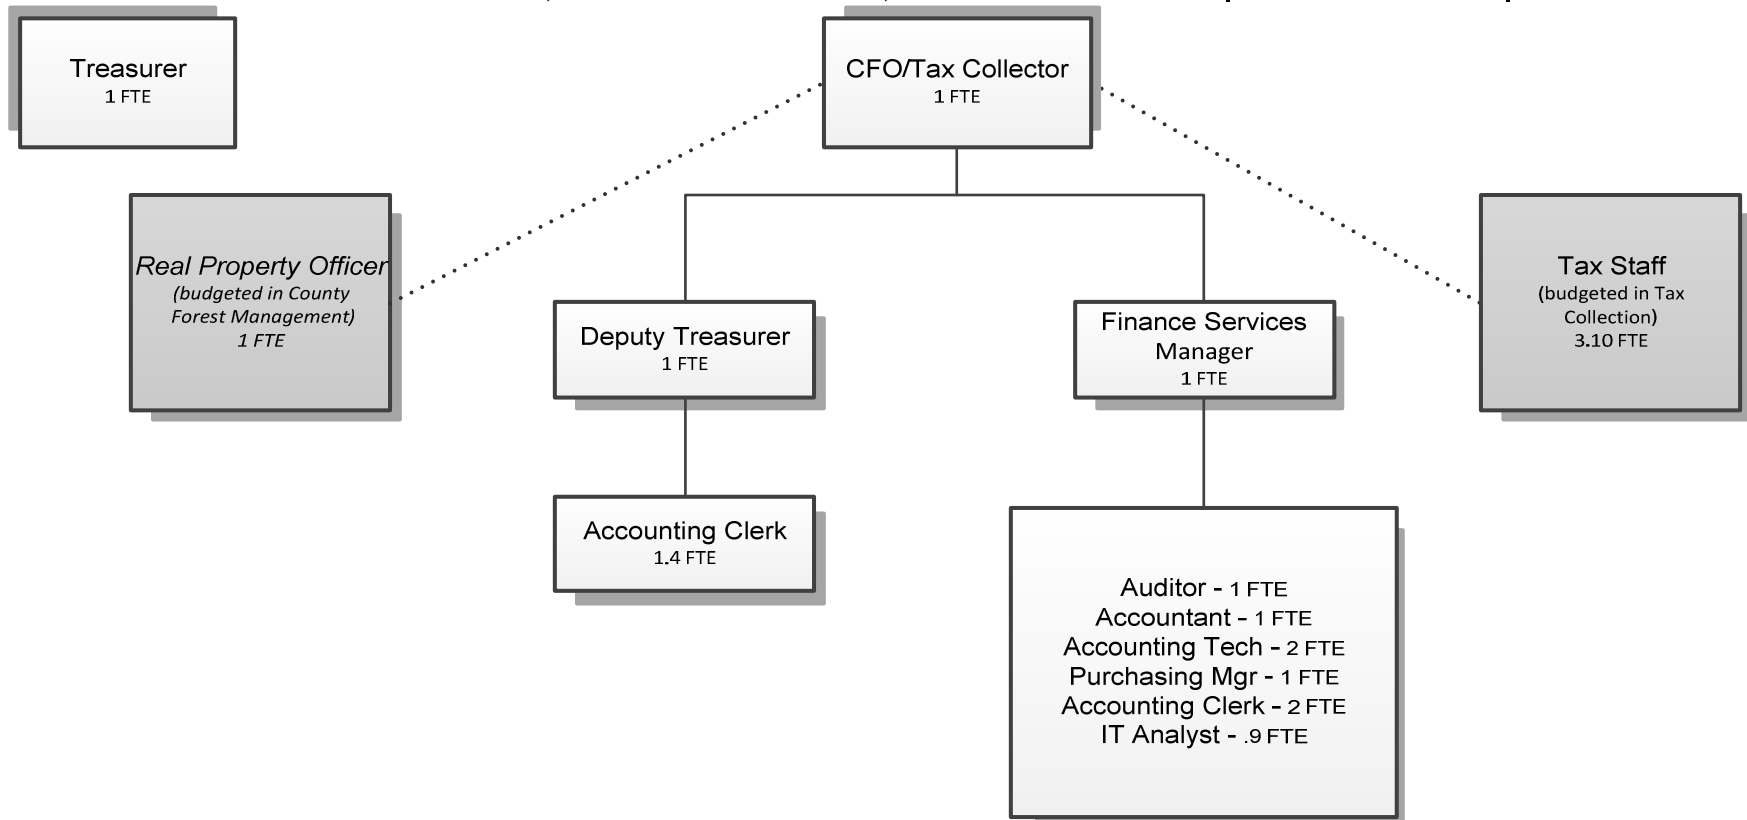 Treasurer
1 FTE
CFO/Tax Collector
1 FTE
Real Property Officer
(budgeted in County
Forest Management)
1 FTE
Deputy Treasurer
1 FTE
Finance Services
Manager
1 FTE
Tax Staff
(budgeted in Tax
Collection)
3.10 FTE
Accounting Clerk
1.4 FTE
Auditor - 1 FTE
Accountant - 1 FTE
Accounting Tech - 2 FTE
Purchasing Mgr - 1 FTE
Accounting Clerk - 2 FTE
IT Analyst - .9 FTE